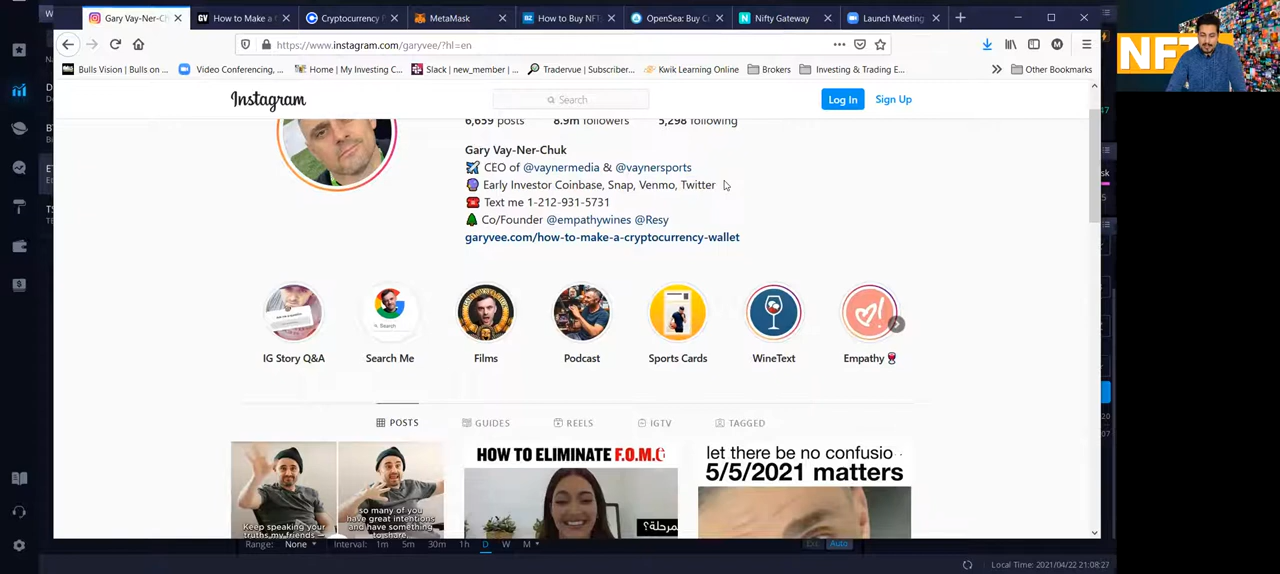 Gary Vay-Ner-Ch
How to Make a C
Cryptocurrency P
MetaMask
How to Buy NFTs
OpenSea: Buy C
Nifty Gateway
Launch Meeting
https://www.instagram.com/garyvee/?hl=en
Bulls Vision | Bulls on ...
Video Conferencing, ...
Home | My Investing C...
Slack | new_member | ...
Tradervue | Subscriber...
Kwik Learning Online
Brokers
Investing & Trading E...
Other Bookmarks
NFT
Instagram
Search
Log In
Sign Up
6,659 posts 8.9m followers 5,298 following
Gary Vay-Ner-Chuk
CEO of @vaynermedia & @vaynersports
Early Investor Coinbase, Snap, Venmo, Twitter
Text me 1-212-931-5731
Co/Founder @empathywines @Resy
garyvee.com/how-to-make-a-cryptocurrency-wallet
IG Story Q&A
Search Me
Films
Podcast
Sports Cards
WineText
Empathy
POSTS
GUIDES
REELS
IGTV
TAGGED
Keep speaking your
truths my friends –
so many of you
have great intentions
and have something
to share
HOW TO ELIMINATE F.O.M.O
let there be no confusio
5/5/2021 matters
Range: None
Interval: 1m 5m 30m 1h D W M
Auto
Local Time: 2021/04/22 21:08:27